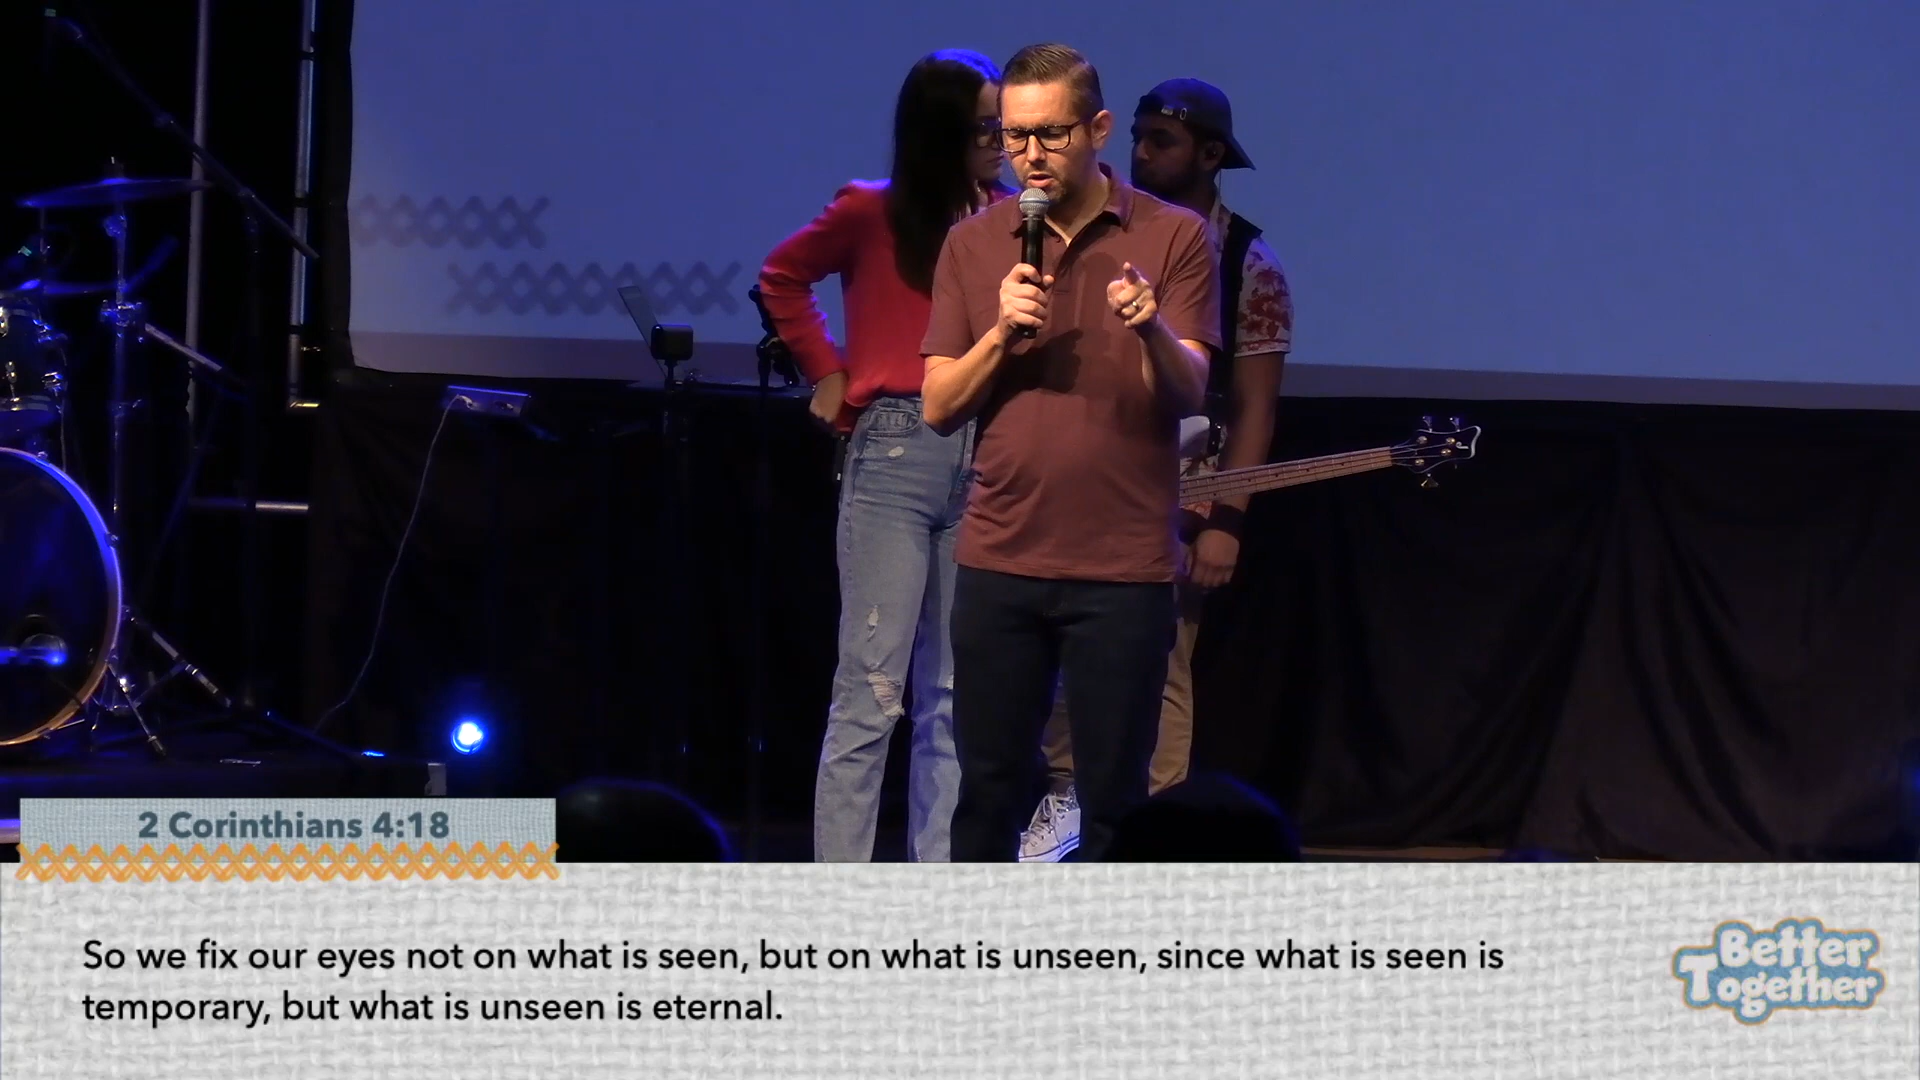 2 Corinthians 4:18
So we fix our eyes not on what is seen, but on what is unseen, since what is seen is
temporary, but what is unseen is eternal.
Better
Together